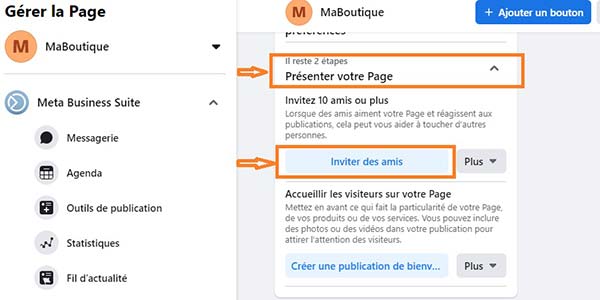 Gérer la Page
M MaBoutique
Meta Business Suite
Messagerie
Agenda
Outils de publication
Statistiques
Fil d'actualité
M MaBoutique
+ Ajouter un bouton
préférences
Il reste 2 étapes
Présenter votre Page
Invitez 10 amis ou plus
Lorsque des amis aiment votre Page et réagissent aux
publications, cela peut vous aider à toucher d'autres
personnes.
Inviter des amis
Plus
Accueillir les visiteurs sur votre Page
Mettez en avant ce qui fait la particularité de votre Page,
de vos produits ou de vos services. Vous pouvez inclure
des photos ou des vidéos dans votre publication pour
attirer l'attention des visiteurs.
Créer une publication de bienv...
Plus